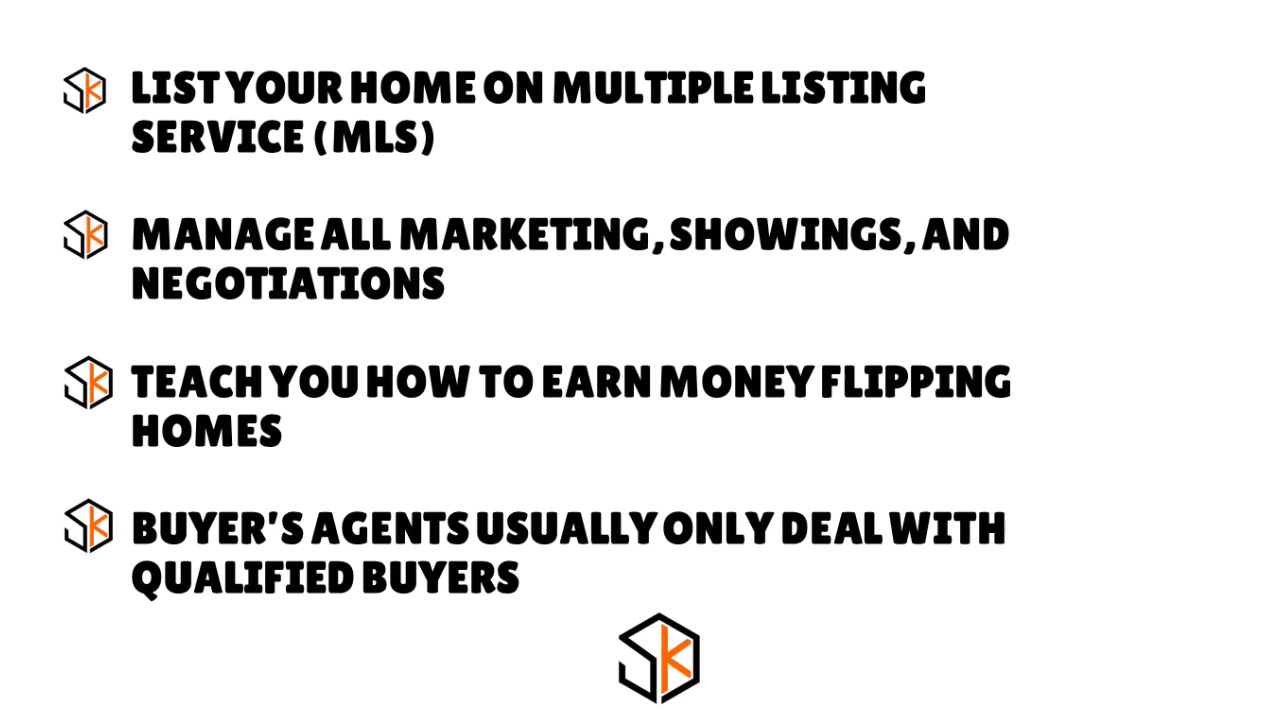 LIST YOUR HOME ON MULTIPLE LISTING
SERVICE (MLS)
MANAGE ALL MARKETING, SHOWINGS, AND
NEGOTIATIONS
TEACH YOU HOW TO EARN MONEY FLIPPING
HOMES
BUYER'S AGENTS USUALLY ONLY DEAL WITH
QUALIFIED BUYERS